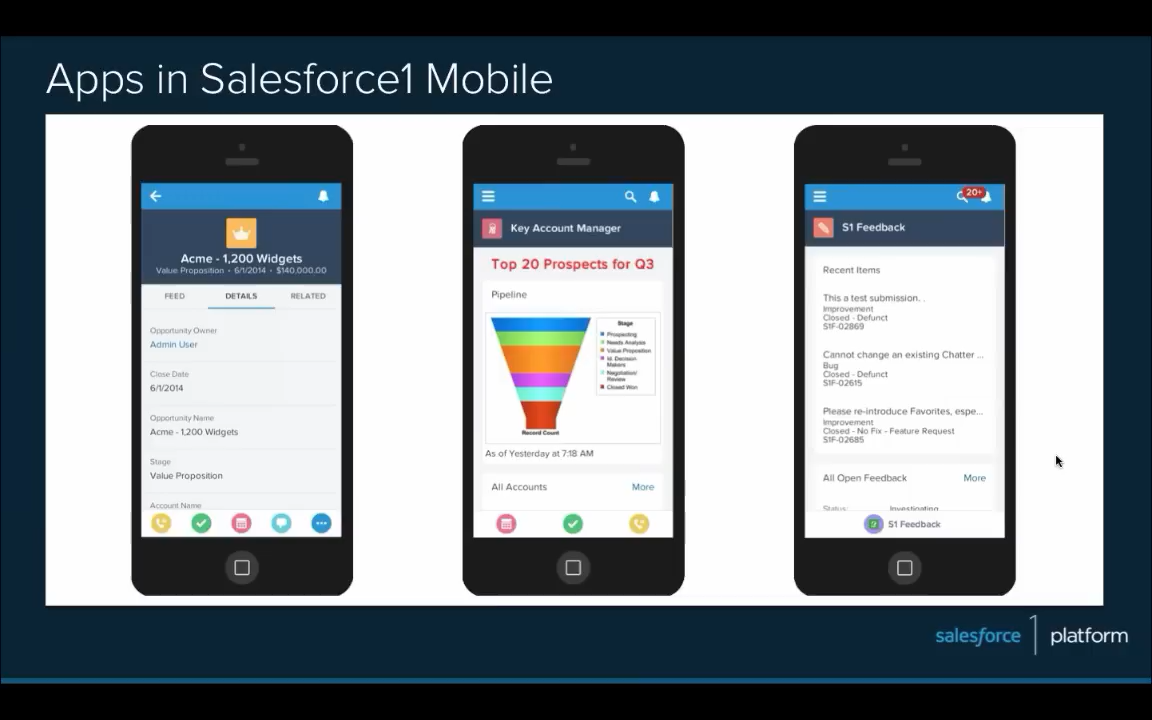 Apps in Salesforce1 Mobile
Acme - 1,200 Widgets
Value Proposition • 6/1/2014 • $140,000.00
FEED DETAILS RELATED
Opportunity Owner
Admin User
Close Date
6/1/2014
Opportunity Name
Acme - 1,200 Widgets
Stage
Value Proposition
Account Name
Key Account Manager
Top 20 Prospects for Q3
Pipeline
Stage
Prospecting
Needs Analysis
Value Proposition
Id. Decision
Makers
Negotiation/
Review
Closed Won
Record Count
As of Yesterday at 7:18 AM
All Accounts More
20+
S1 Feedback
Recent Items
This a test submission. .
Improvement
Closed - Defunct
S1F-02869
Cannot change an existing Chatter ...
Bug
Closed - Defunct
S1F-02615
Please re-introduce Favorites, espe...
Improvement
Closed - No Fix - Feature Request
S1F-02685
All Open Feedback More
Status: Investigating
S1 Feedback
salesforce1 platform